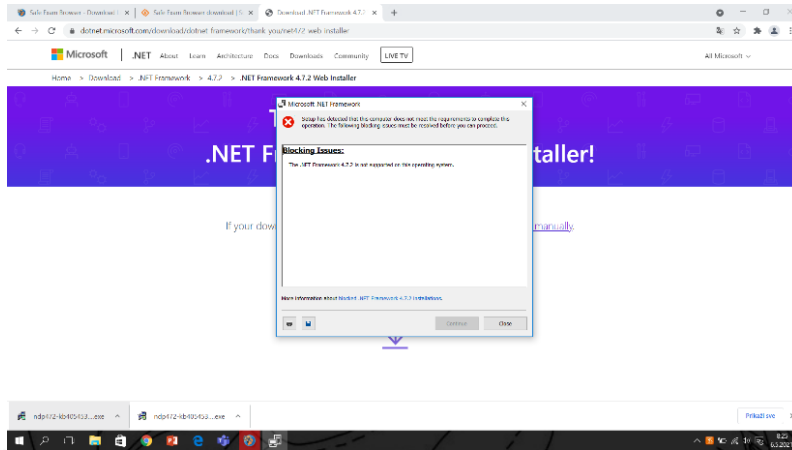 Safe Exam Browser - Download
Safe Exam Browser download | S
Download .NET Framework 4.7.2
dotnet.microsoft.com/download/dotnet framework/thank you/net472 web installer
Microsoft
.NET
About
Learn
Architecture
Docs
Downloads
Community
LIVE TV
All Microsoft
Home > Download > .NET Framework > 4.7.2 > .NET Framework 4.7.2 Web Installer
Microsoft .NET Framework
Setup has detected that this computer does not meet the requirements to complete this
operation. The following blocking issues must be resolved before you can proceed.
.NET
taller!
Blocking Issues:
The .NET Framework 4.7.2 is not supported on this operating system.
If your dow
manually.
More information about blocked .NET Framework 4.7.2 installations.
Continue
Close
ndp472-kb405453...exe
ndp472-kb405453...exe
Prikaži sve